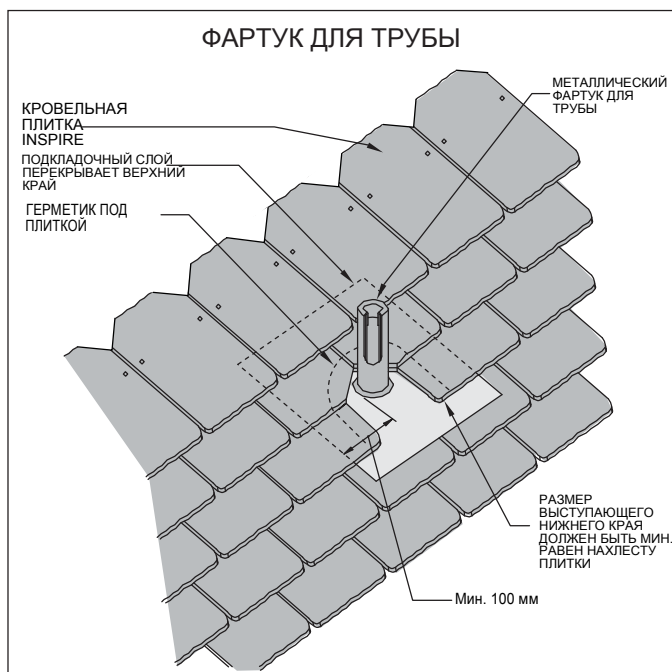 ФАРТУК ДЛЯ ТРУБЫ
КРОВЕЛЬНАЯ
ПЛИТКА
INSPIRE
ПОДКЛАДОЧНЫЙ СЛОЙ
ПЕРЕКРЫВАЕТ ВЕРХНИЙ
КРАЙ
ГЕРМЕТИК ПОД
ПЛИТКОЙ
МЕТАЛЛИЧЕСКИЙ
ФАРТУК ДЛЯ
ТРУБЫ
РАЗМЕР
ВЫСТУПАЮЩЕГО
НИЖНЕГО КРАЯ
ДОЛЖЕН БЫТЬ МИН.
РАВЕН НАХЛЕСТУ
ПЛИТКИ
Мин. 100 мм